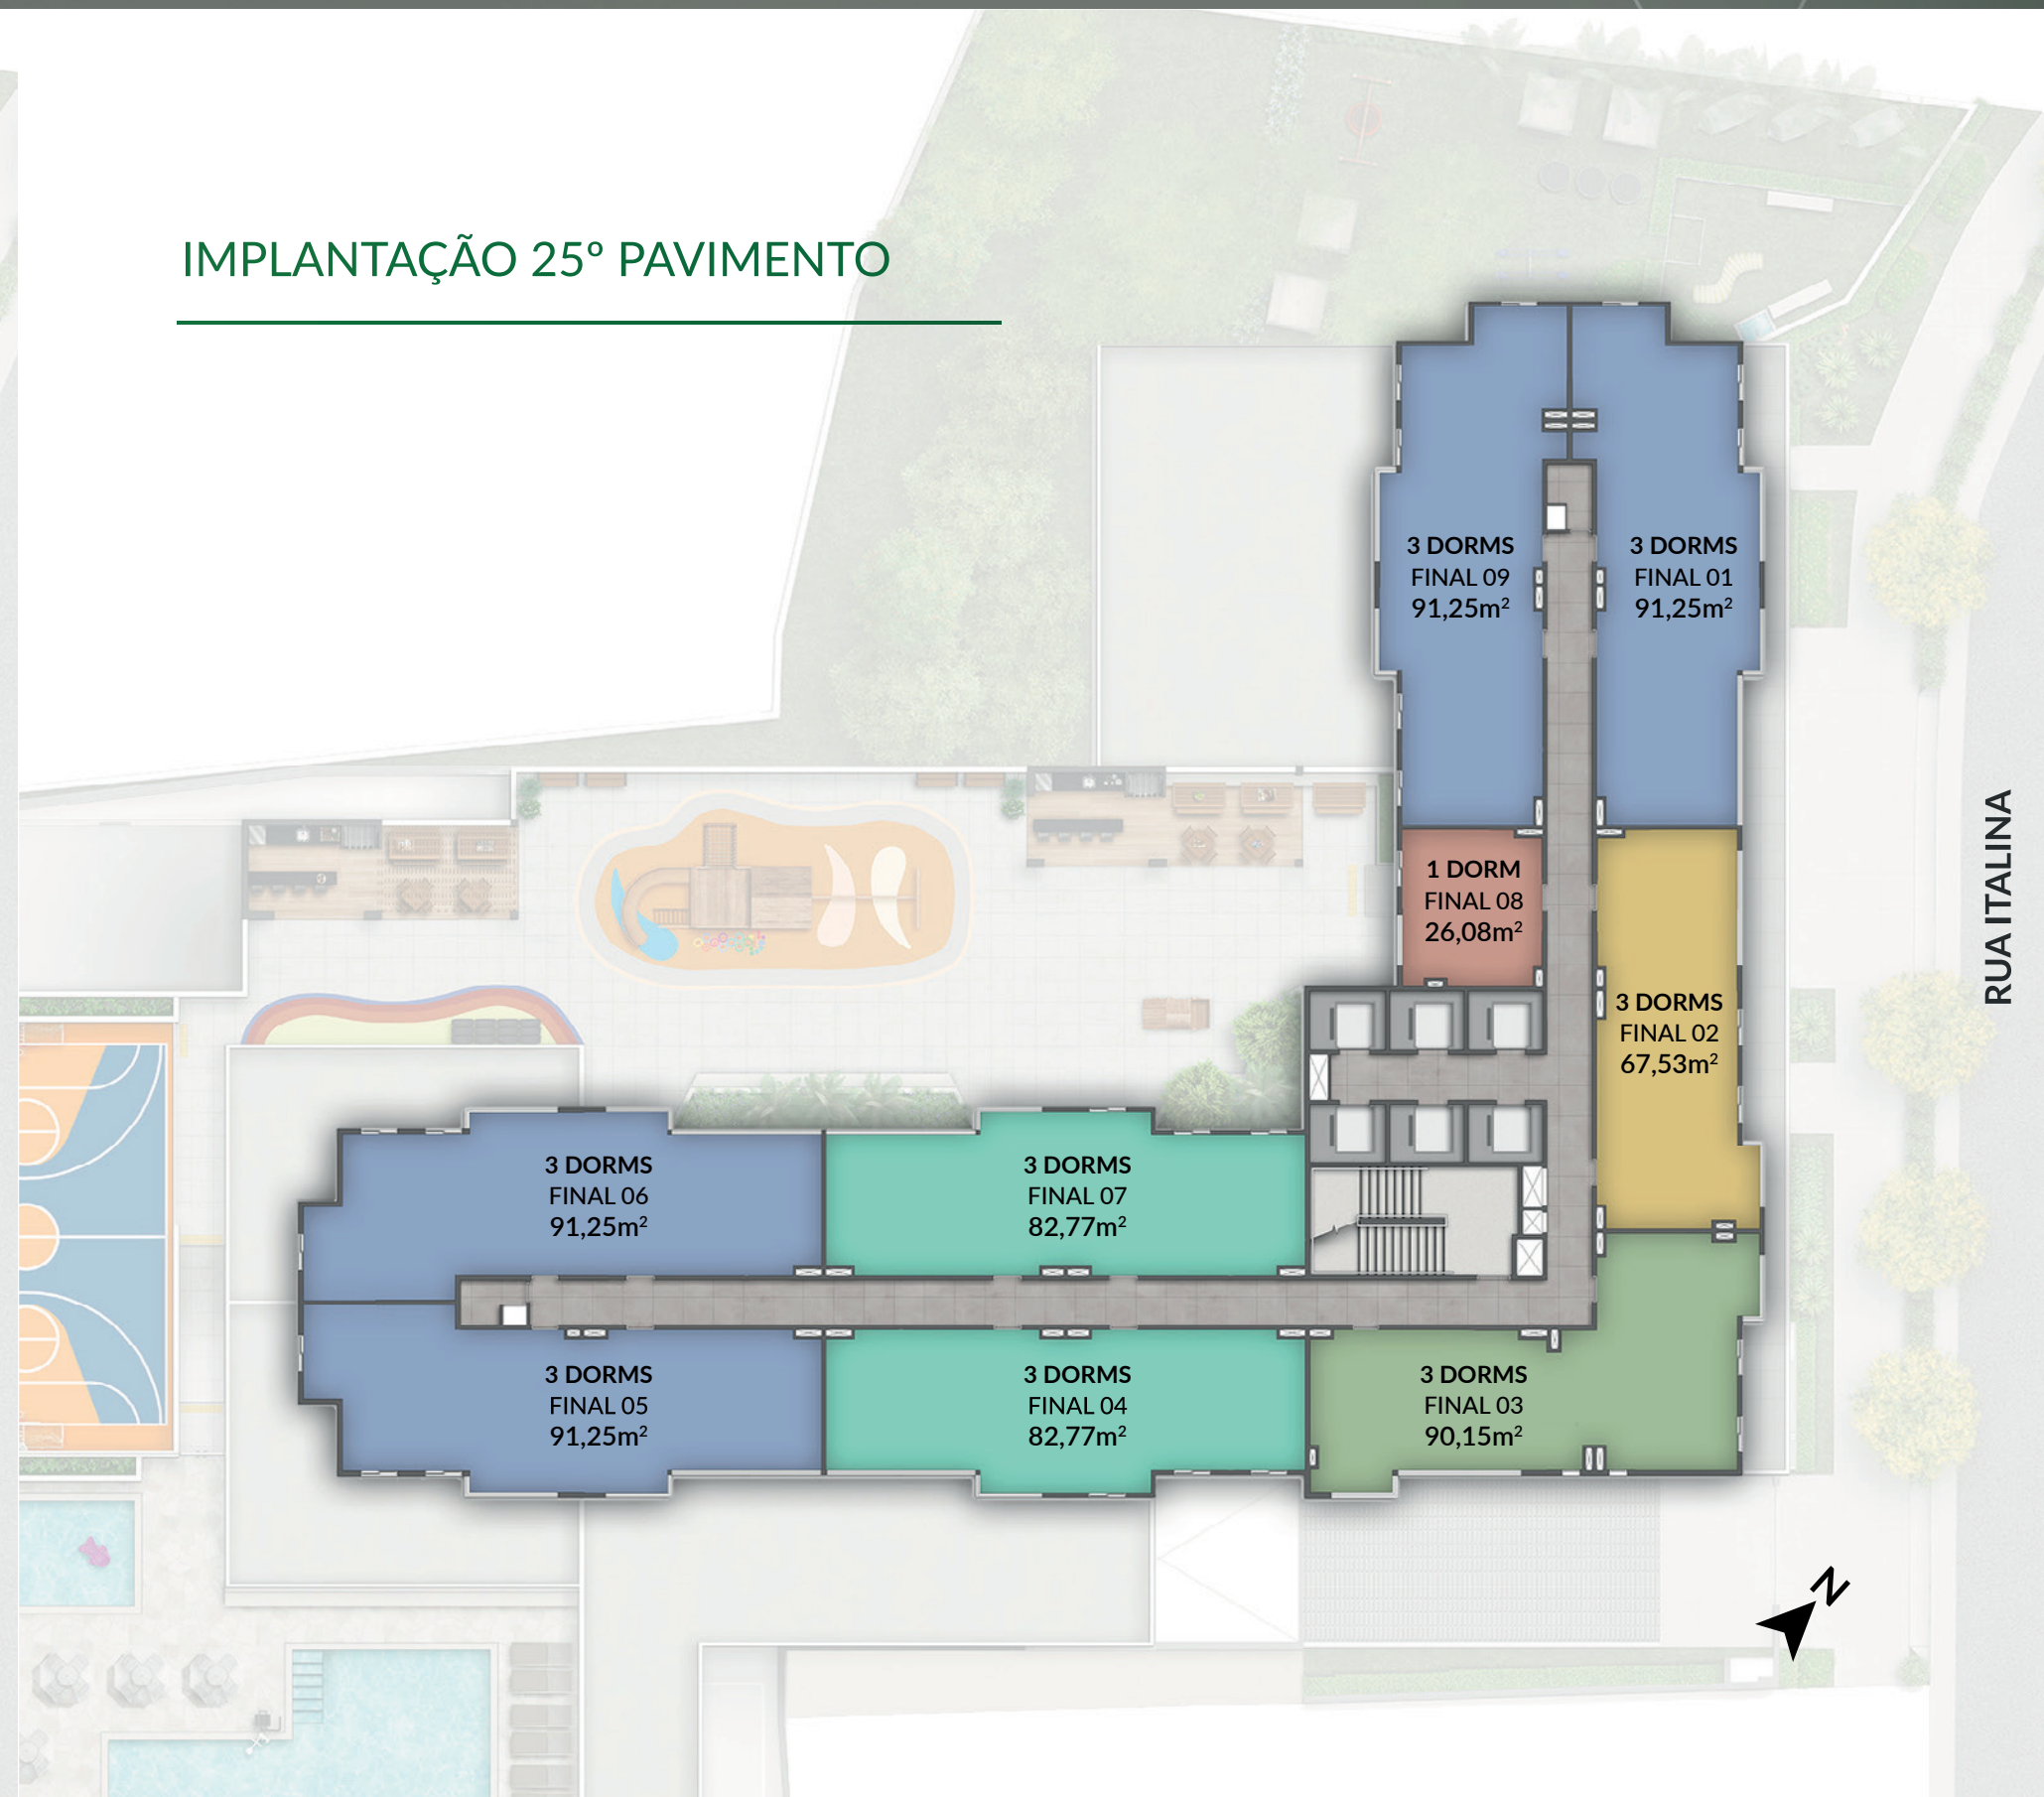 IMPLANTAÇÃO 25º PAVIMENTO
3 DORMS
FINAL 09
91,25m²
3 DORMS
FINAL 01
91,25m²
1 DORM
FINAL 08
26,08m²
3 DORMS
FINAL 02
67,53m²
RUA ITALINA
3 DORMS
FINAL 06
91,25m²
3 DORMS
FINAL 07
82,77m²
3 DORMS
FINAL 05
91,25m²
3 DORMS
FINAL 04
82,77m²
3 DORMS
FINAL 03
90,15m²
N